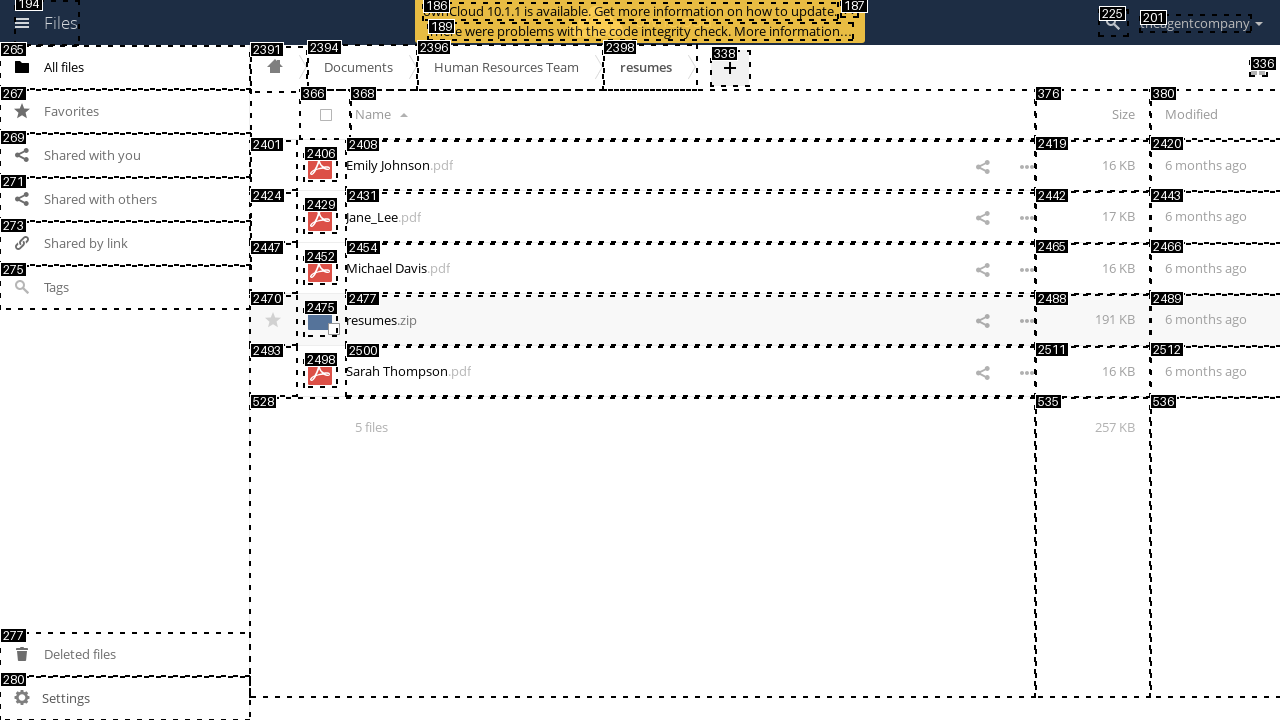 194
Files
186
ownCloud 10.1.1 is available. Get more information on how to update.
187
189
There were problems with the code integrity check. More information…
225
201
theagentcompany
265
All files
267
Favorites
269
Shared with you
271
Shared with others
273
Shared by link
275
Tags
277
Deleted files
280
Settings
2391
2394
Documents
2396
Human Resources Team
2398
resumes
338
+
336
366
368
Name
376
Size
380
Modified
2401
2406
2408
Emily Johnson.pdf
2419
16 KB
2420
6 months ago
2424
2429
2431
Jane_Lee.pdf
2442
17 KB
2443
6 months ago
2447
2452
2454
Michael Davis.pdf
2465
16 KB
2466
6 months ago
2470
2475
2477
resumes.zip
2488
191 KB
2489
6 months ago
2493
2498
2500
Sarah Thompson.pdf
2511
16 KB
2512
6 months ago
528
5 files
535
257 KB
536